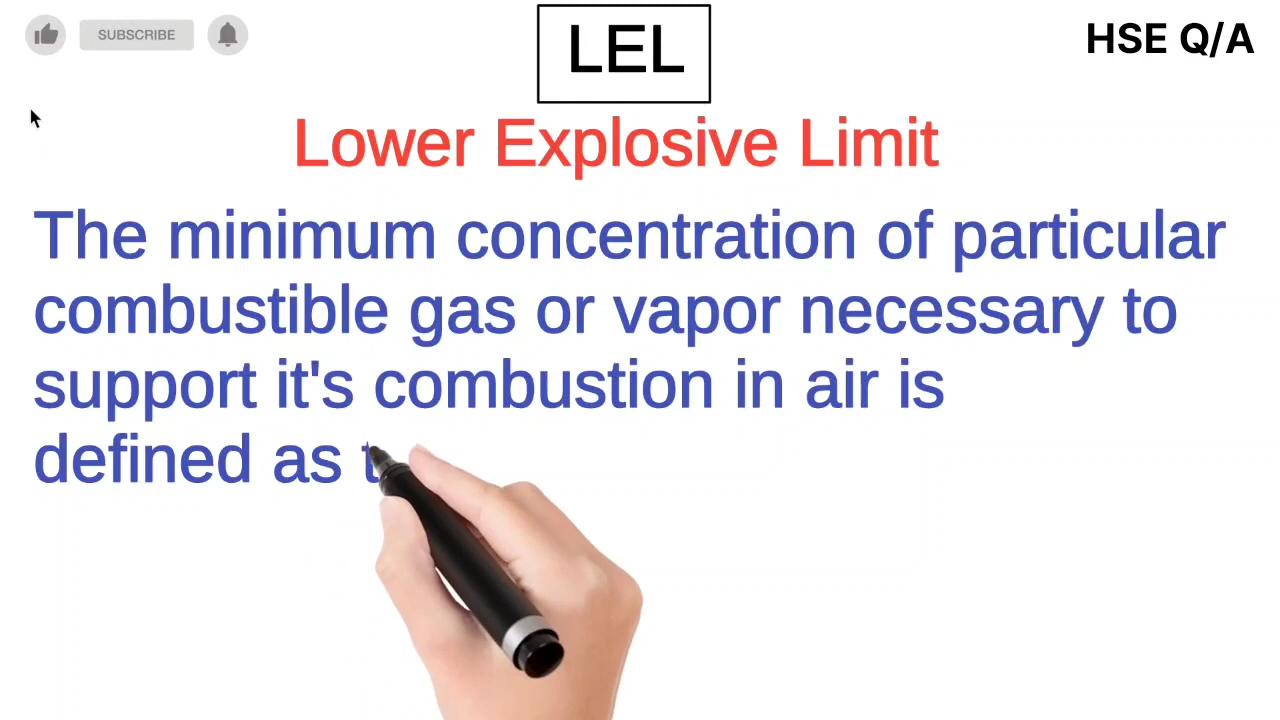 SUBSCRIBE
LEL
HSE Q/A
Lower Explosive Limit
The minimum concentration of particular
combustible gas or vapor necessary to
support it's combustion in air is
defined as